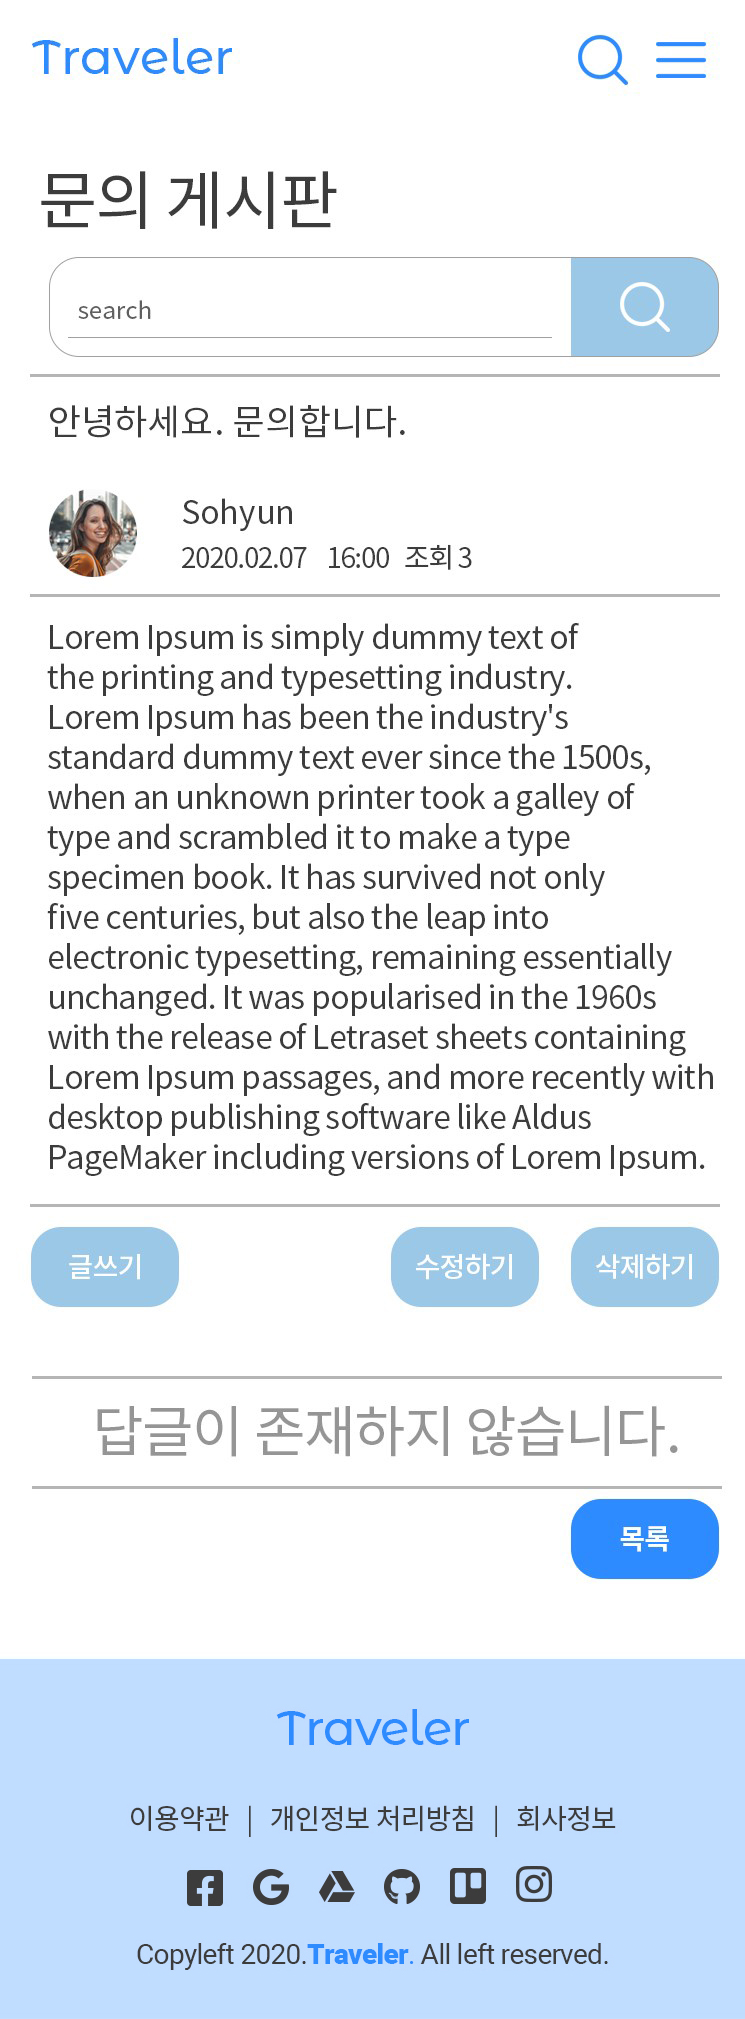 Traveler
문의 게시판
search
안녕하세요. 문의합니다.
Sohyun
2020.02.07 16:00 조회 3
Lorem Ipsum is simply dummy text of
the printing and typesetting industry.
Lorem Ipsum has been the industry's
standard dummy text ever since the 1500s,
when an unknown printer took a galley of
type and scrambled it to make a type
specimen book. It has survived not only
five centuries, but also the leap into
electronic typesetting, remaining essentially
unchanged. It was popularised in the 1960s
with the release of Letraset sheets containing
Lorem Ipsum passages, and more recently with
desktop publishing software like Aldus
PageMaker including versions of Lorem Ipsum.
글쓰기 수정하기 삭제하기
답글이 존재하지 않습니다.
목록
Traveler
이용약관 | 개인정보 처리방침 | 회사정보
Copyleft 2020.Traveler. All left reserved.